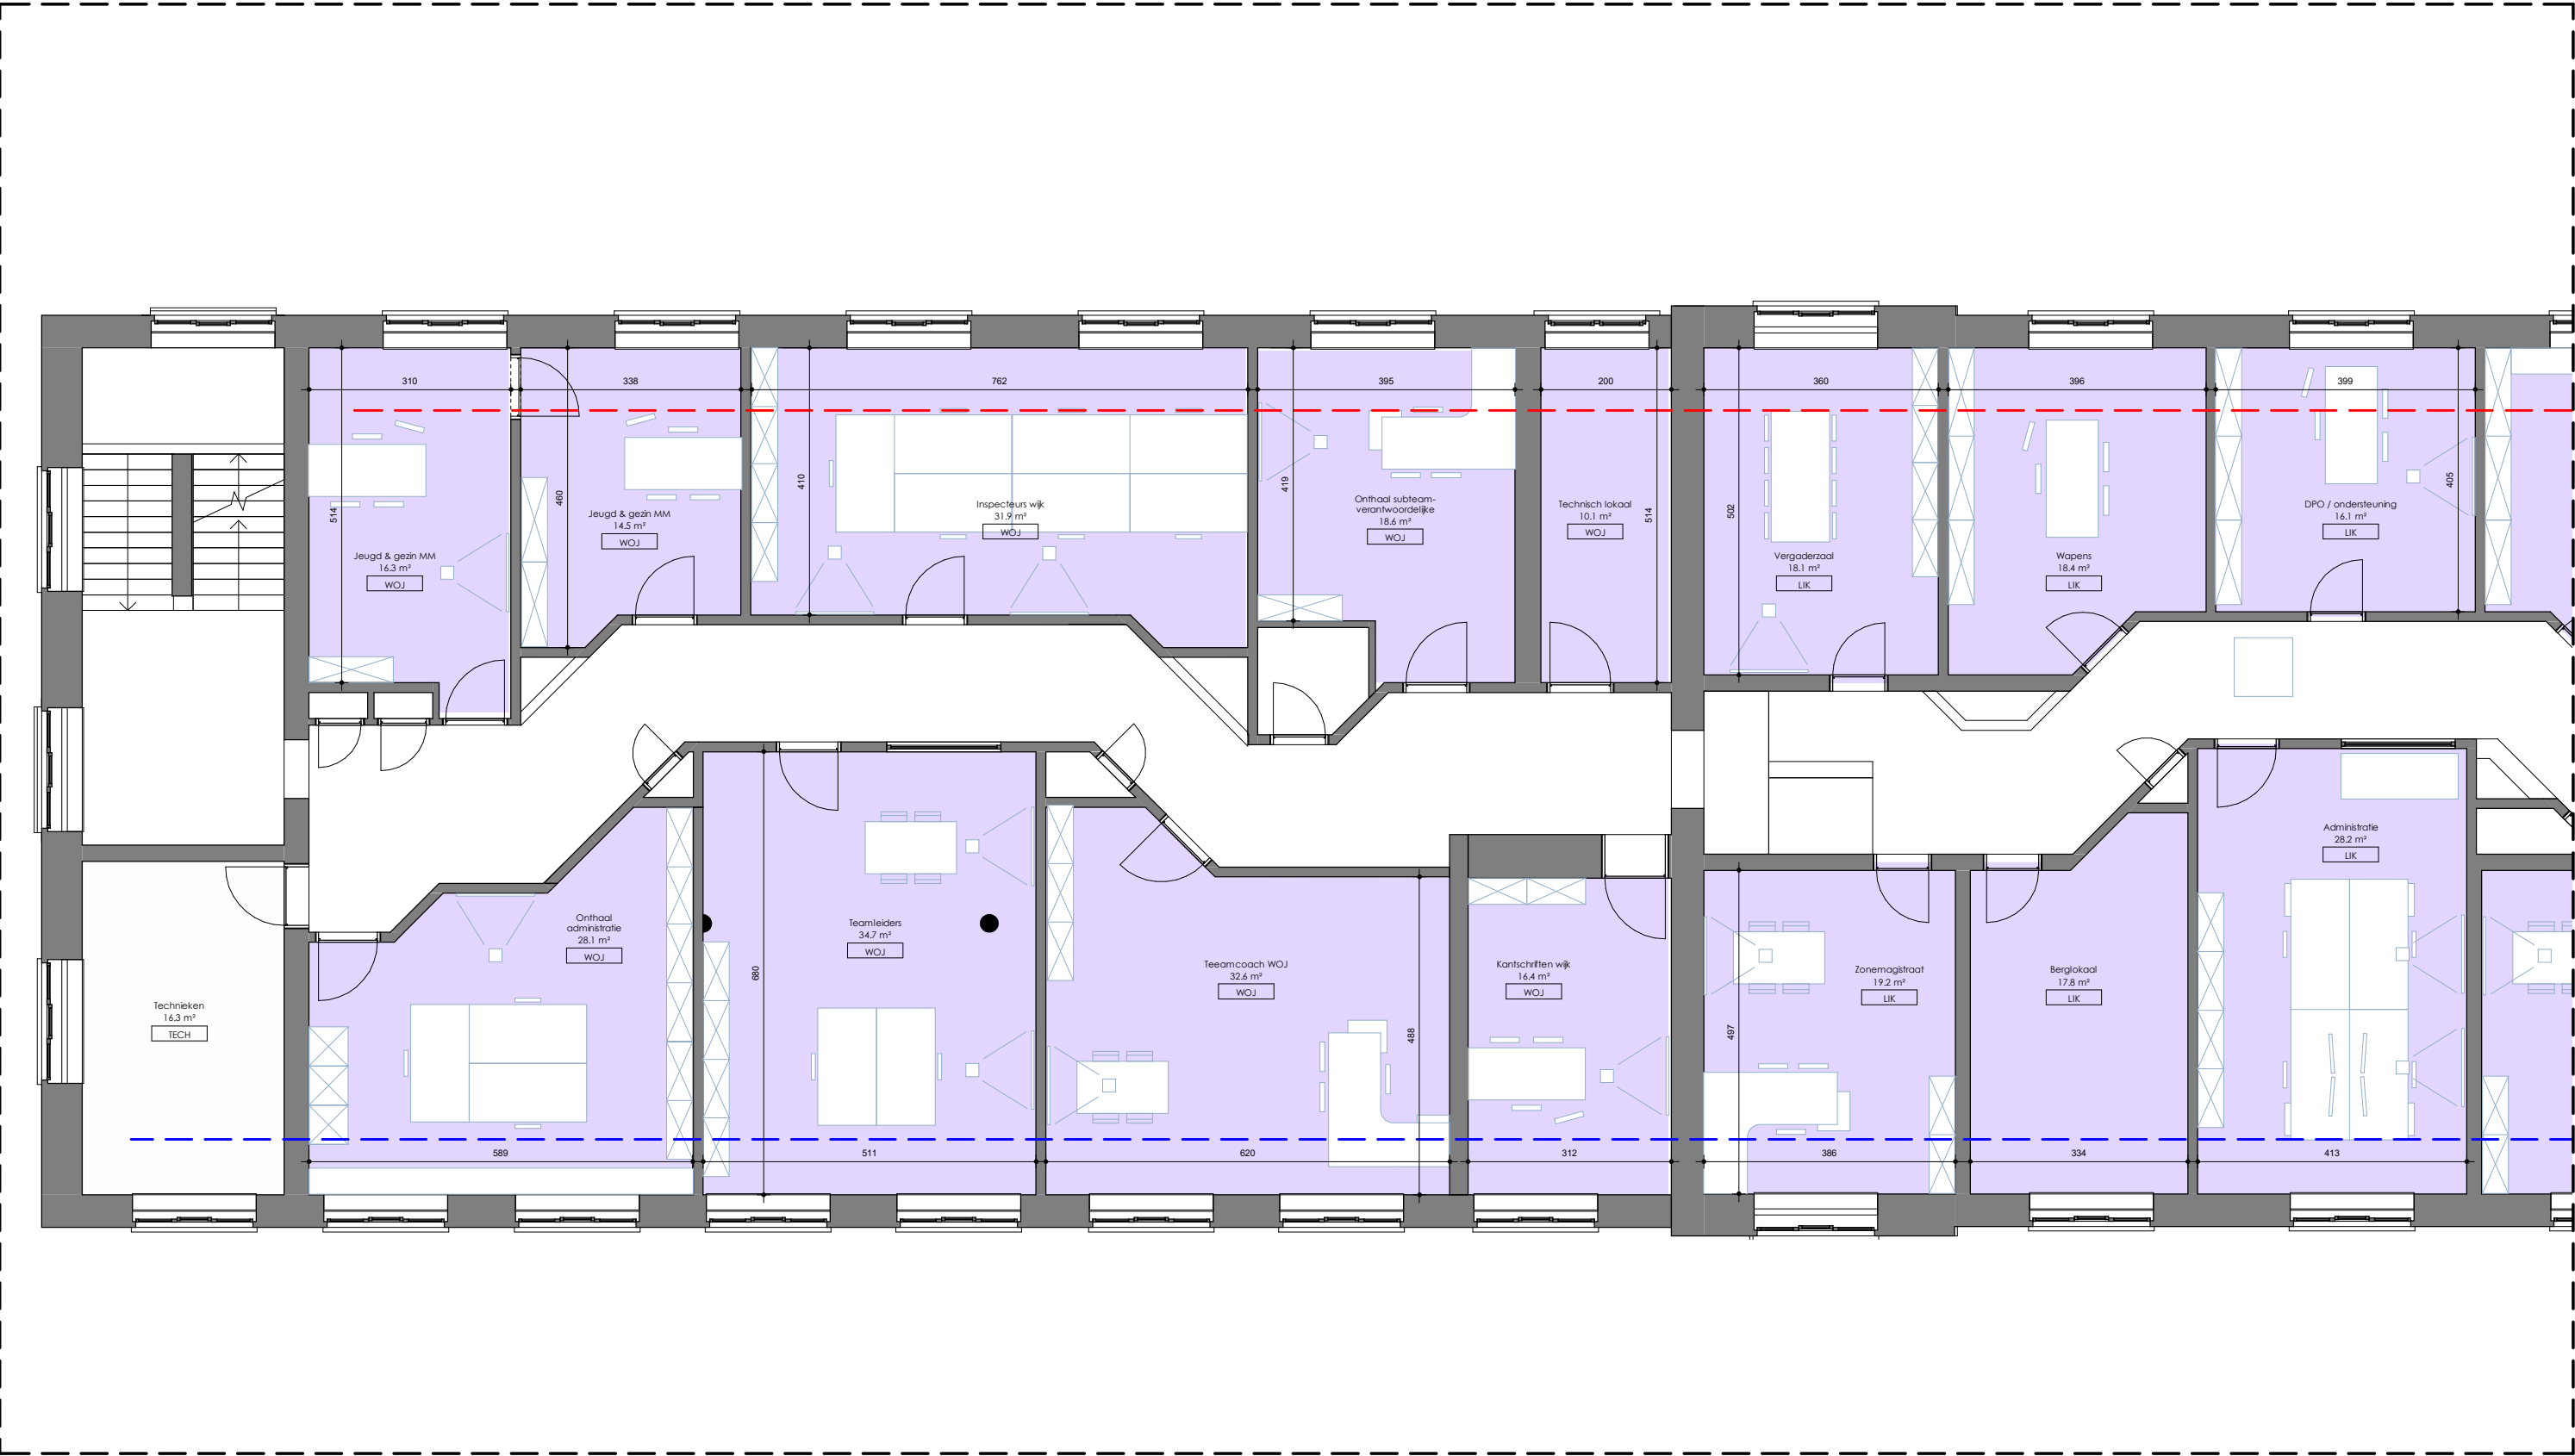 310
338
762
395
200
360
396
399
514
460
410
419
514
502
405
Jeugd & gezin MM
16.3 m²
WOJ
Jeugd & gezin MM
14.5 m²
WOJ
Inspecteurs wijk
31.9 m²
WOJ
Onthaal subteam-
verantwoordelijke
18.6 m²
WOJ
Technisch lokaal
10.1 m²
WOJ
Vergaderzaal
18.1 m²
LIK
Wapens
18.4 m²
LIK
DPO / ondersteuning
16.1 m²
LIK
Technieken
16.3 m²
TECH
Onthaal
administratie
28.1 m²
WOJ
Teamleiders
34.7 m²
WOJ
Teeamcoach WOJ
32.6 m²
WOJ
Kantschriften wijk
16.4 m²
WOJ
Zonemagistraat
19.2 m²
LIK
Berglokaal
17.8 m²
LIK
Administratie
28.2 m²
LIK
680
488
497
589
511
620
312
386
334
413